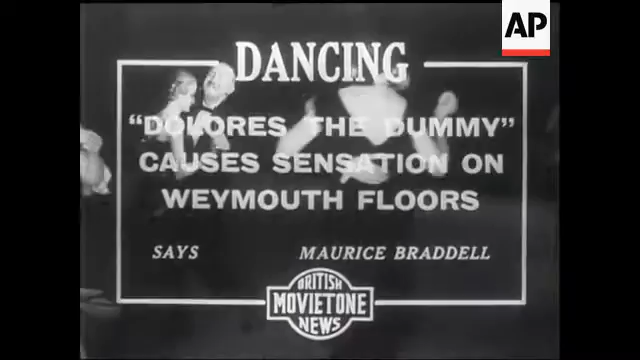 AP
DANCING
"DOLORES THE DUMMY"
CAUSES SENSATION ON
WEYMOUTH FLOORS
SAYS MAURICE BRADDELL
BRITISH
MOVIETONE
NEWS